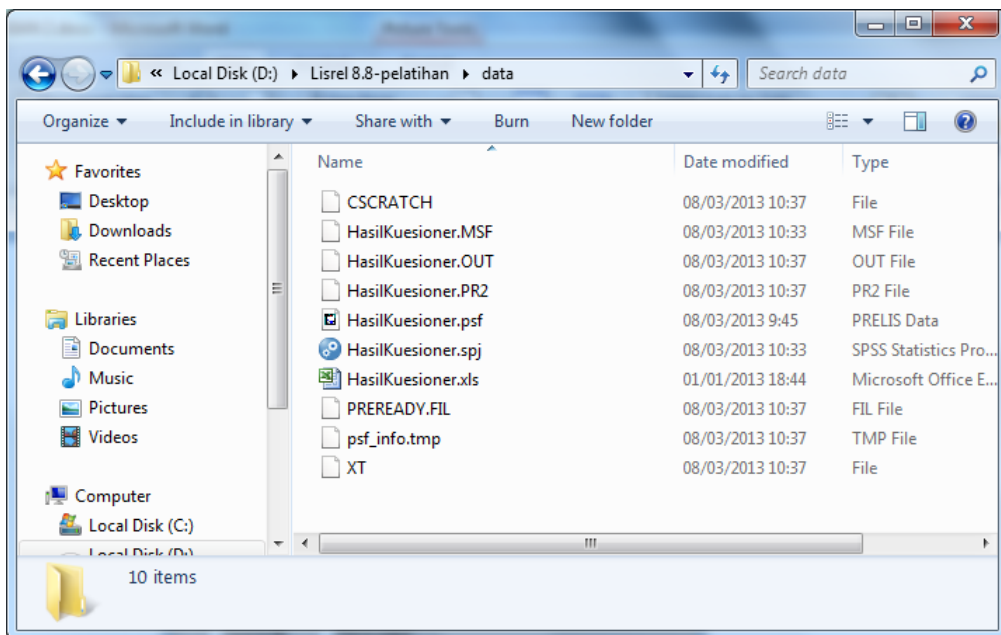 « Local Disk (D:) ▸ Lisrel 8.8-pelatihan ▸ data
Search data
Organize ▾ Include in library ▾ Share with ▾ Burn New folder
Favorites
Desktop
Downloads
Recent Places
Libraries
Documents
Music
Pictures
Videos
Computer
Local Disk (C:)
Local Disk (D:)
Name Date modified Type
CSCRATCH 08/03/2013 10:37 File
HasilKuesioner.MSF 08/03/2013 10:33 MSF File
HasilKuesioner.OUT 08/03/2013 10:37 OUT File
HasilKuesioner.PR2 08/03/2013 10:37 PR2 File
HasilKuesioner.psf 08/03/2013 9:45 PRELIS Data
HasilKuesioner.spj 08/03/2013 10:33 SPSS Statistics Pro...
HasilKuesioner.xls 01/01/2013 18:44 Microsoft Office E...
PREREADY.FIL 08/03/2013 10:37 FIL File
psf_info.tmp 08/03/2013 10:37 TMP File
XT 08/03/2013 10:37 File
10 items